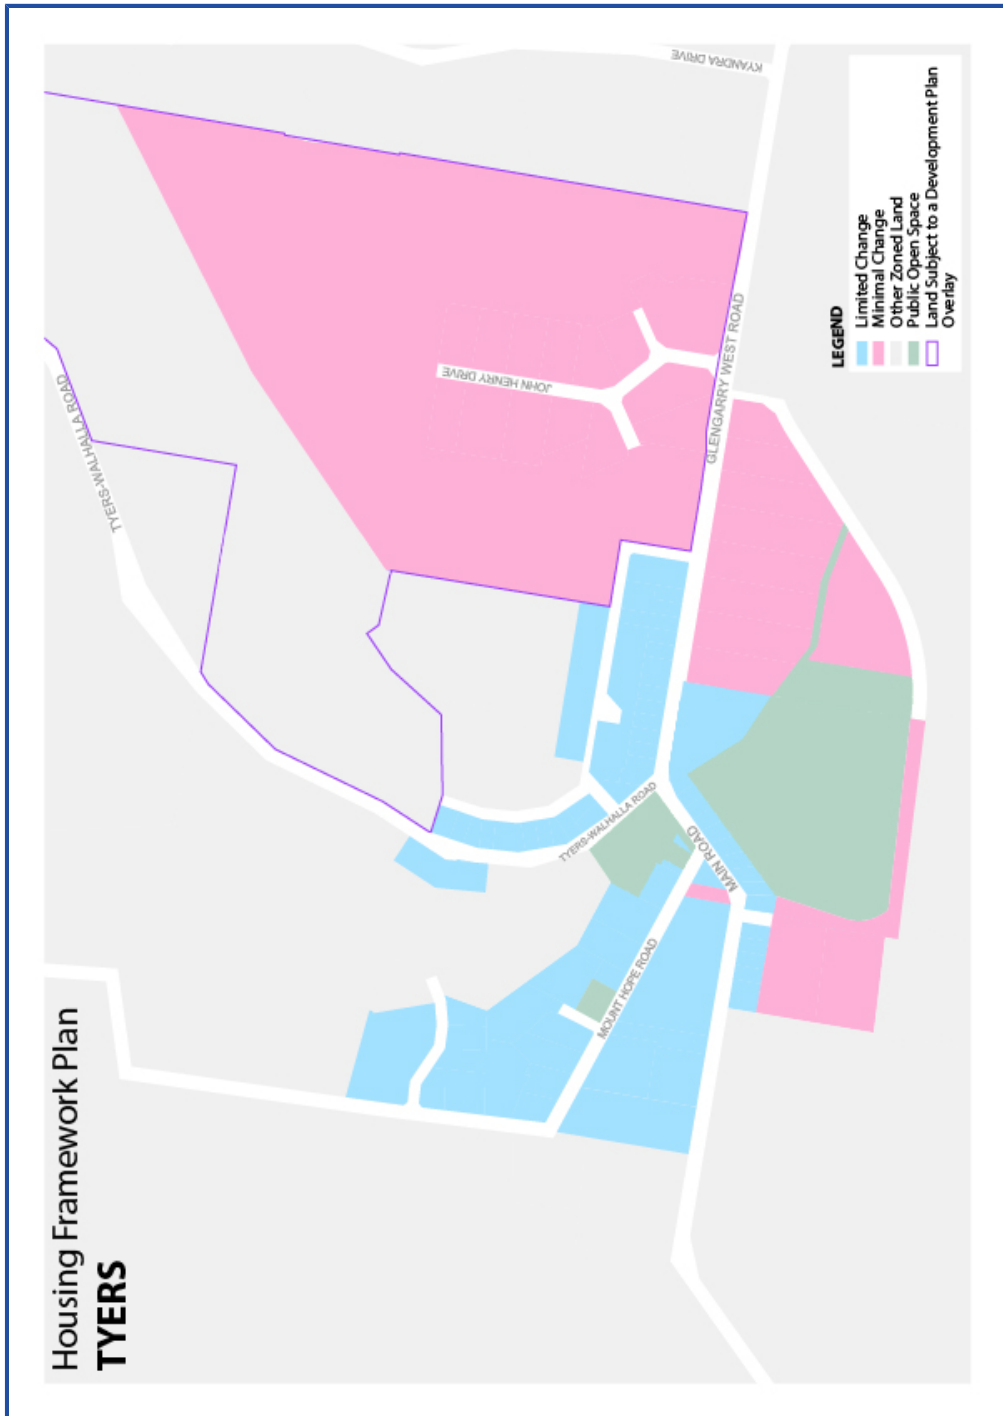 Housing Framework Plan
TYERS
TYERS-WALHALLA ROAD
KYANDRA DRIVE
JOHN HENRY DRIVE
GLENGARRY WEST ROAD
TYERS-WALHALLA ROAD
MAIN ROAD
MOUNT HOPE ROAD
LEGEND
Limited Change
Minimal Change
Other Zoned Land
Public Open Space
Land Subject to a Development Plan
Overlay